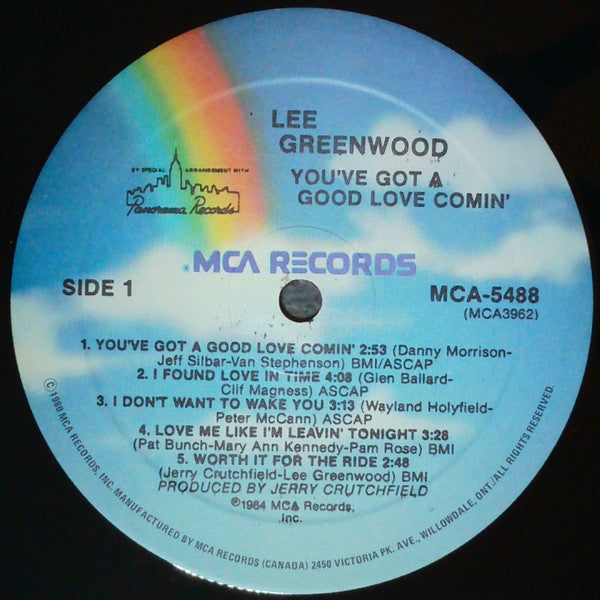 LEE
GREENWOOD
YOU'VE GOT A
GOOD LOVE COMIN'
BY SPECIAL ARRANGEMENT WITH
Panorama Records
MCA RECORDS
SIDE 1
MCA-5488
(MCA3962)
1. YOU'VE GOT A GOOD LOVE COMIN' 2:53 (Danny Morrison-
Jeff Silbar-Van Stephenson) BMI/ASCAP
2. I FOUND LOVE IN TIME 4:08 (Glen Ballard-
Clif Magness) ASCAP
3. I DON'T WANT TO WAKE YOU 3:13 (Wayland Holyfield-
Peter McCann) ASCAP
4. LOVE ME LIKE I'M LEAVIN' TONIGHT 3:28
(Pat Bunch-Mary Ann Kennedy-Pam Rose) BMI
5. WORTH IT FOR THE RIDE 2:48
(Jerry Crutchfield-Lee Greenwood) BMI
PRODUCED BY JERRY CRUTCHFIELD
℗1984 MCA Records,
Inc.
©1980 MCA RECORDS, INC. MANUFACTURED BY MCA RECORDS (CANADA) 2450 VICTORIA PK. AVE., WILLOWDALE, ONT./ALL RIGHTS RESERVED.